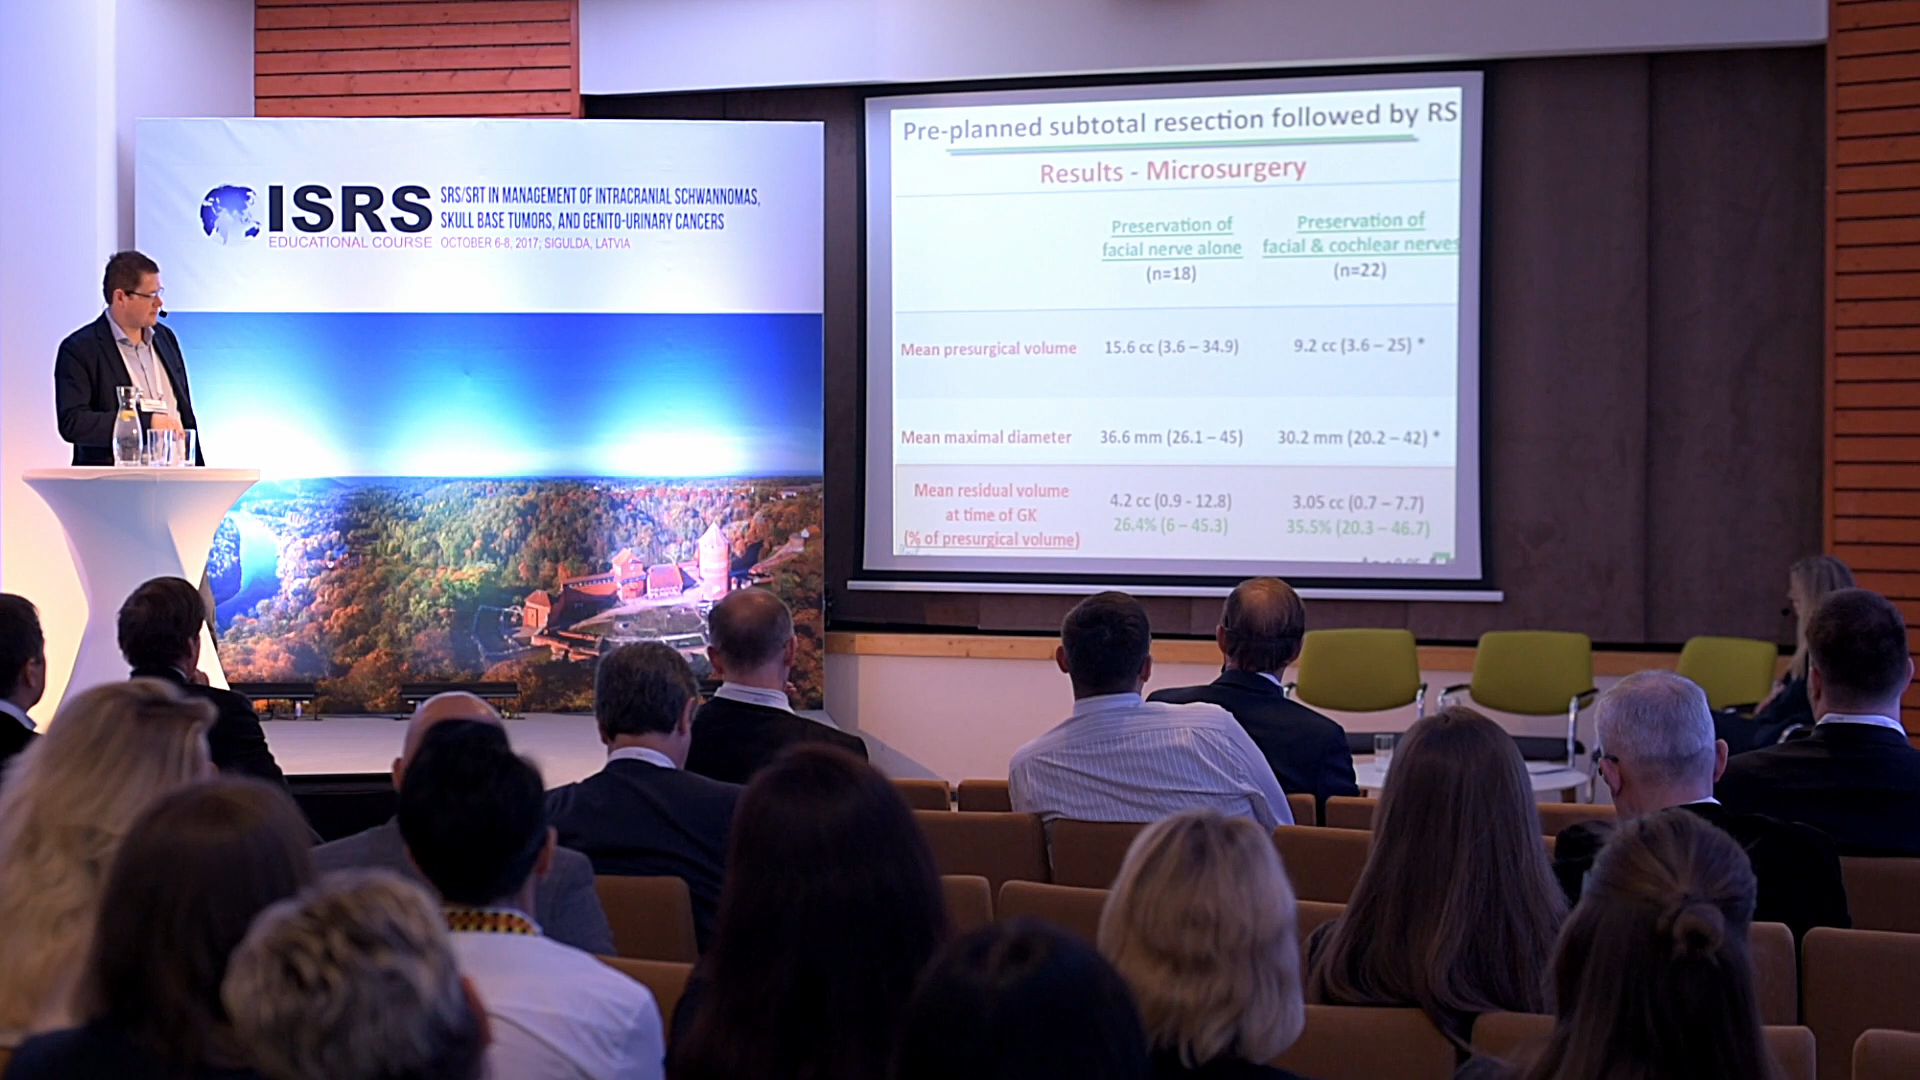 ISRS
EDUCATIONAL COURSE
SRS/SRT IN MANAGEMENT OF INTRACRANIAL SCHWANNOMAS,
SKULL BASE TUMORS, AND GENITO-URINARY CANCERS
OCTOBER 6-8, 2017; SIGULDA, LATVIA
Pre-planned subtotal resection followed by RS
Results - Microsurgery
Preservation of
facial nerve alone
(n=18)
Preservation of
facial & cochlear nerves
(n=22)
Mean presurgical volume 15.6 cc (3.6 – 34.9) 9.2 cc (3.6 – 25) *
Mean maximal diameter 36.6 mm (26.1 – 45) 30.2 mm (20.2 – 42) *
Mean residual volume
at time of GK
(% of presurgical volume)
4.2 cc (0.9 - 12.8)
26.4% (6 – 45.3)
3.05 cc (0.7 – 7.7)
35.5% (20.3 – 46.7)